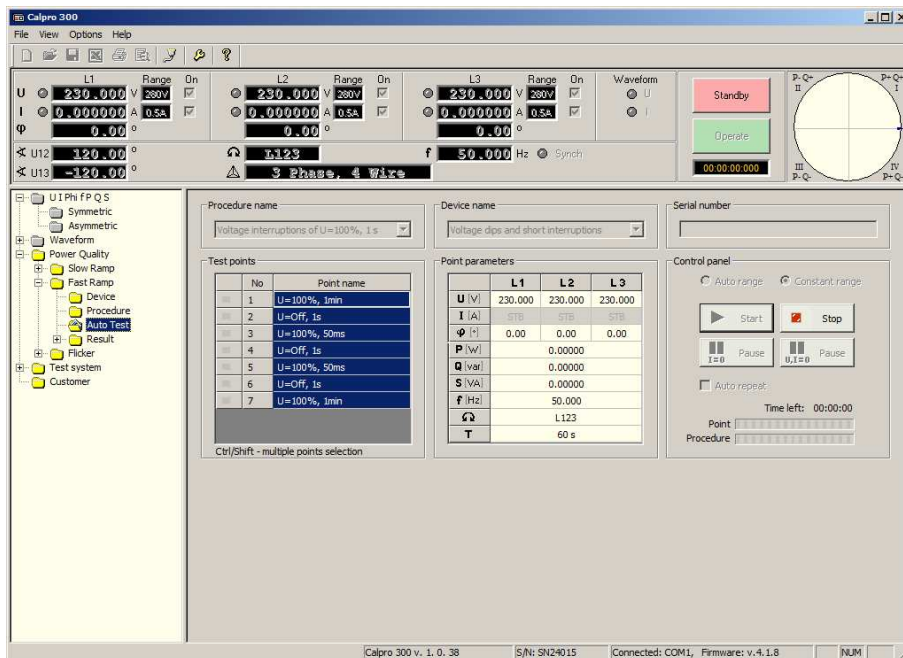 Calpro 300
File View Options Help
L1 Range On L2 Range On L3 Range On Waveform
U 230.000 V 280V 230.000 V 280V 230.000 V 280V U
I 0.000000 A 0.5A 0.000000 A 0.5A 0.000000 A 0.5A I
φ 0.00 ° 0.00 ° 0.00 °
U12 120.00 ° L123 f 50.000 Hz Synch
U13 -120.00 ° 3 Phase, 4 Wire
Standby
Operate
00:00:00:000
P- Q+ P+ Q+
II I
III IV
P- Q- P+ Q-
U I Phi f P Q S
Symmetric
Asymmetric
Waveform
Power Quality
Slow Ramp
Fast Ramp
Device
Procedure
Auto Test
Result
Flicker
Test system
Customer
Procedure name
Voltage interruptions of U=100%, 1 s
Device name
Voltage dips and short interruptions
Serial number
Test points
No Point name
1 U=100%, 1min
2 U=Off, 1s
3 U=100%, 50ms
4 U=Off, 1s
5 U=100%, 50ms
6 U=Off, 1s
7 U=100%, 1min
Ctrl/Shift - multiple points selection
Point parameters
L1 L2 L3
U [V] 230.000 230.000 230.000
I [A] STB STB STB
φ [°] 0.00 0.00 0.00
P [W] 0.00000
Q [var] 0.00000
S [VA] 0.00000
f [Hz] 50.000
L123
T 60 s
Control panel
Auto range Constant range
Start Stop
I=0 Pause U,I=0 Pause
Auto repeat
Time left: 00:00:00
Point
Procedure
Calpro 300 v. 1. 0. 38 S/N: SN24015 Connected: COM1, Firmware: v.4.1.8 NUM